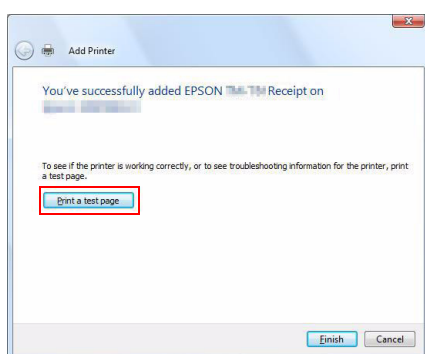 Add Printer
You've successfully added EPSON Receipt on
To see if the printer is working correctly, or to see troubleshooting information for the printer, print
a test page.
Print a test page
Finish Cancel